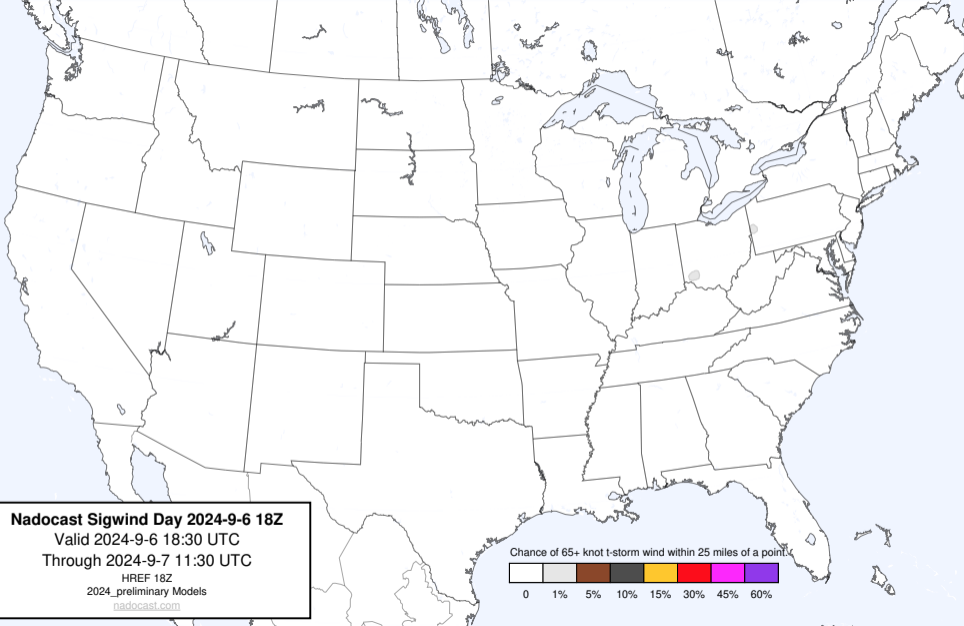 Nadocast Sigwind Day 2024-9-6 18Z
Valid 2024-9-6 18:30 UTC
Through 2024-9-7 11:30 UTC
HREF 18Z
2024_preliminary Models
nadocast.com
Chance of 65+ knot t-storm wind within 25 miles of a point.
0 1% 5% 10% 15% 30% 45% 60%